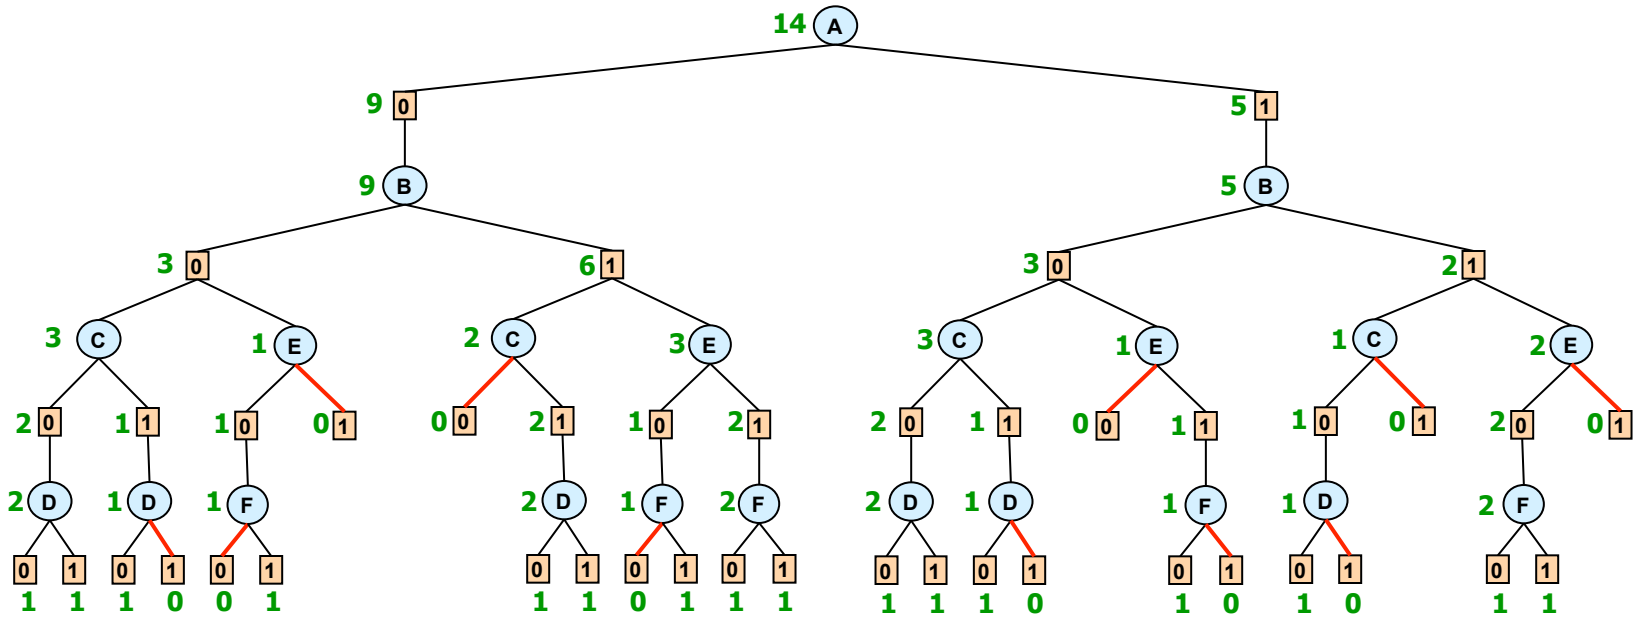 14 A
9 0 5 1
9 B 5 B
3 0 6 1 3 0 2 1
3 C 1 E 2 C 3 E 3 C 1 E 1 C 2 E
2 0 1 1 1 0 0 1 0 0 2 1 1 0 2 1 2 0 1 1 0 0 1 1 1 0 0 1 2 0 0 1
2 D 1 D 1 F 2 D 1 F 2 F 2 D 1 D 1 F 1 D 2 F
0 1 0 1 0 1 0 1 0 1 0 1 0 1 0 1 0 1 0 1 0 1
1 1 1 0 0 1 1 1 0 1 1 1 1 1 1 0 1 0 1 0 1 1